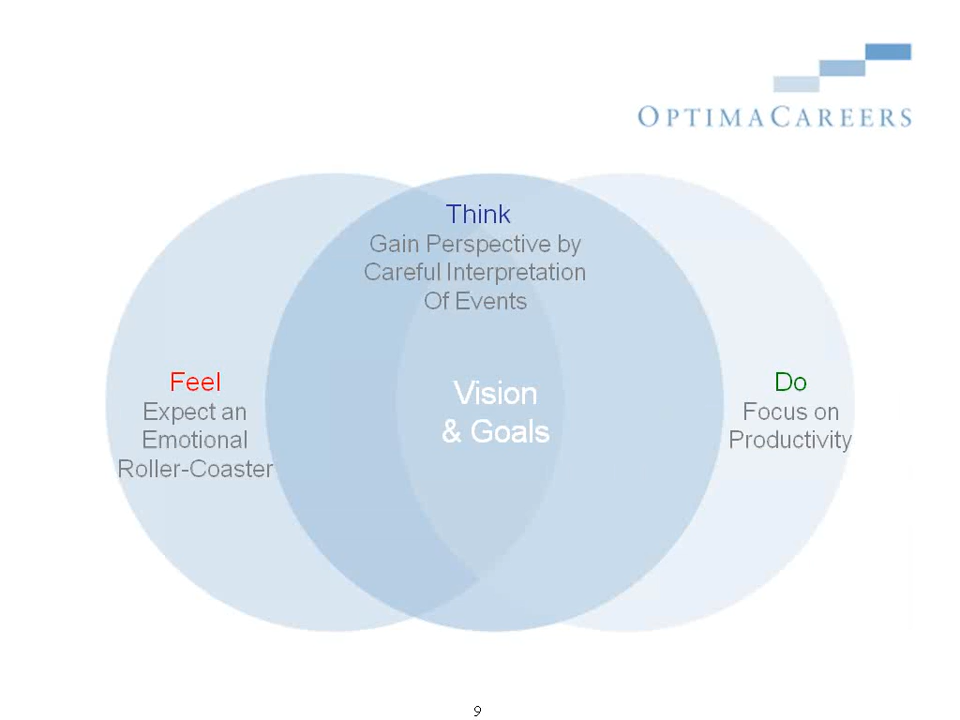 OPTIMACAREERS
Think
Gain Perspective by
Careful Interpretation
Of Events
Feel
Expect an
Emotional
Roller-Coaster
Vision
& Goals
Do
Focus on
Productivity
9